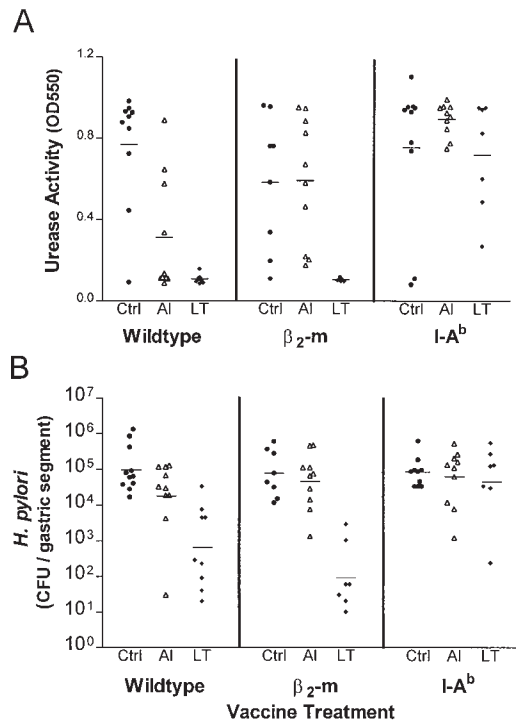 A
Urease Activity (OD550)
1.2
0.8
0.4
0.0
Ctrl Al LT Ctrl Al LT Ctrl Al LT
Wildtype β₂-m I-Aᵇ
B
H. pylori
(CFU / gastric segment)
10⁷
10⁶
10⁵
10⁴
10³
10²
10¹
10⁰
Ctrl Al LT Ctrl Al LT Ctrl Al LT
Wildtype β₂-m I-Aᵇ
Vaccine Treatment